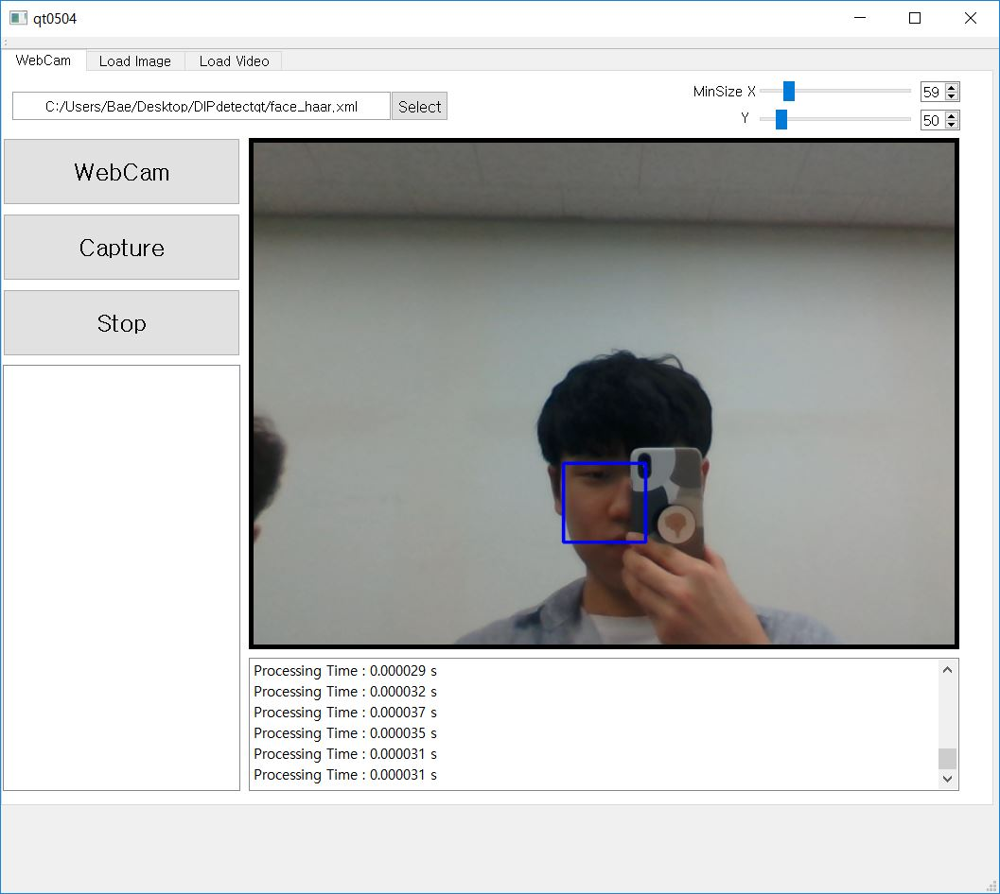 qt0504
WebCam Load Image Load Video
C:/Users/Bae/Desktop/DIPdetectqt/face_haar.xml Select
MinSize X 59
Y 50
WebCam
Capture
Stop
Processing Time : 0.000029 s
Processing Time : 0.000032 s
Processing Time : 0.000037 s
Processing Time : 0.000035 s
Processing Time : 0.000031 s
Processing Time : 0.000031 s